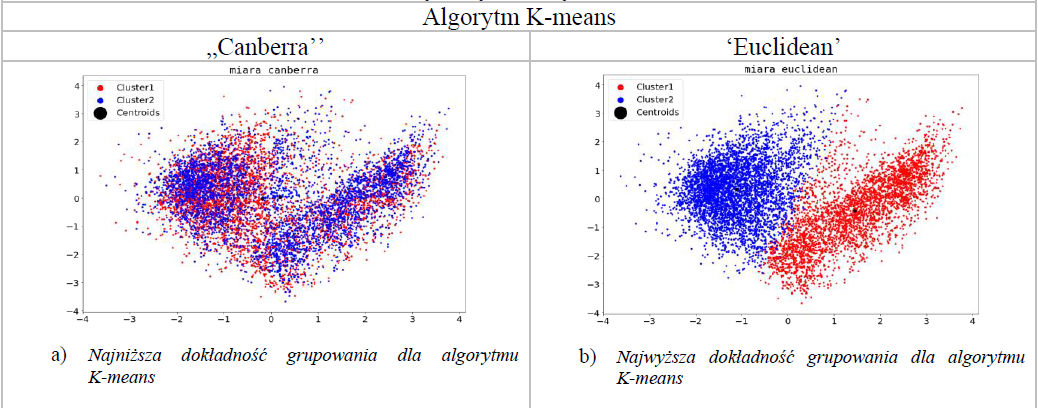 Algorytm K-means
„Canberra’’
‘Euclidean’
miara canberra
Cluster1
Cluster2
Centroids
4
3
2
1
0
−1
−2
−3
−4
−4 −3 −2 −1 0 1 2 3 4
miara euclidean
Cluster1
Cluster2
Centroids
4
3
2
1
0
−1
−2
−3
−4
−4 −3 −2 −1 0 1 2 3 4
a) Najniższa dokładność grupowania dla algorytmu
K-means
b) Najwyższa dokładność grupowania dla algorytmu
K-means